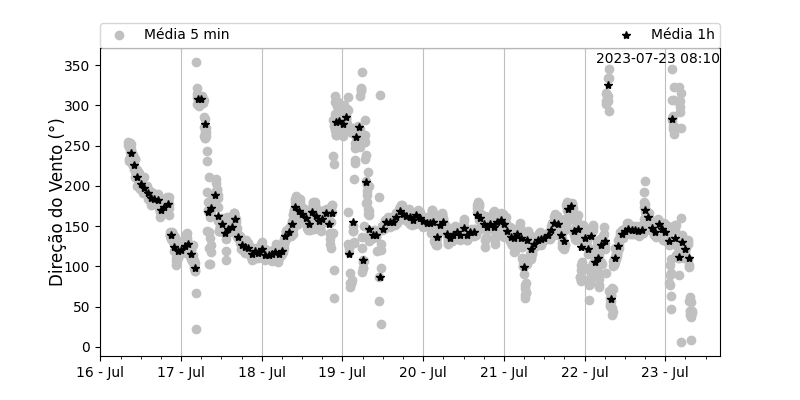 Média 5 min
Média 1h
2023-07-23 08:10
Direção do Vento (°)
350
300
250
200
150
100
50
0
16 - Jul
17 - Jul
18 - Jul
19 - Jul
20 - Jul
21 - Jul
22 - Jul
23 - Jul